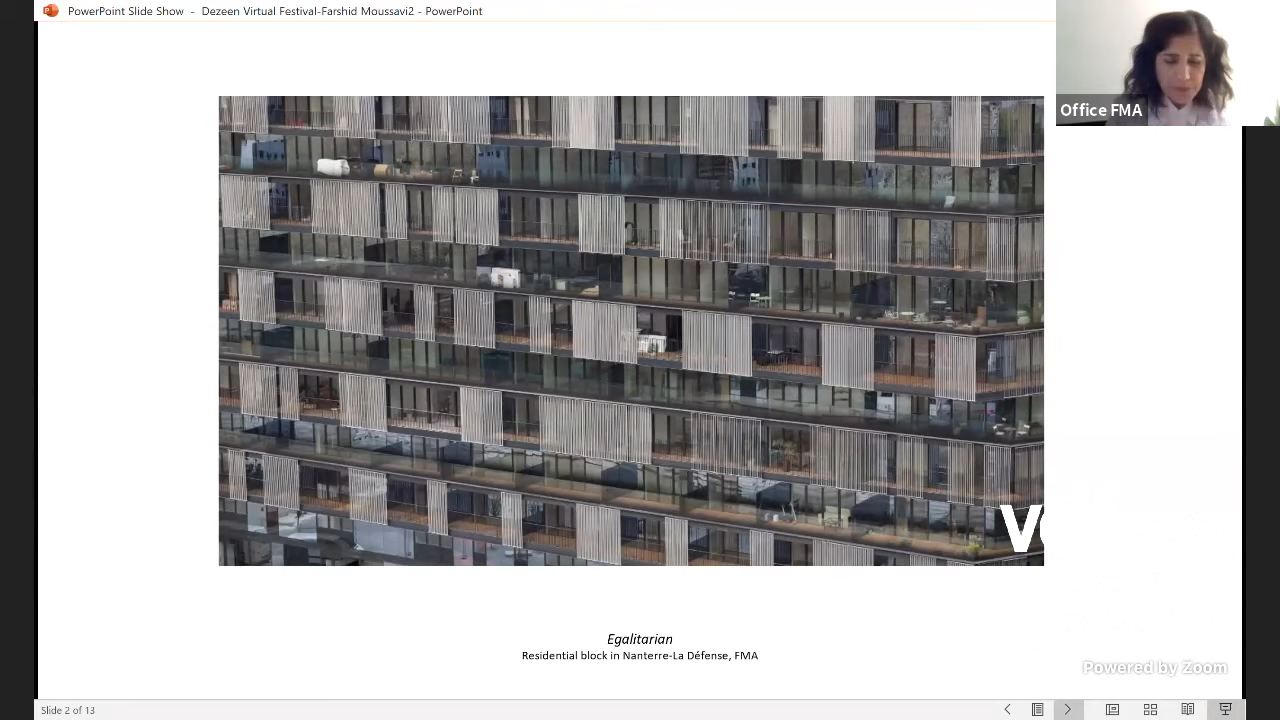 PowerPoint Slide Show - Dezeen Virtual Festival-Farshid Moussavi2 - PowerPoint
Office FMA
Egalitarian
Residential block in Nanterre-La Défense, FMA
Powered by Zoom
Slide 2 of 13